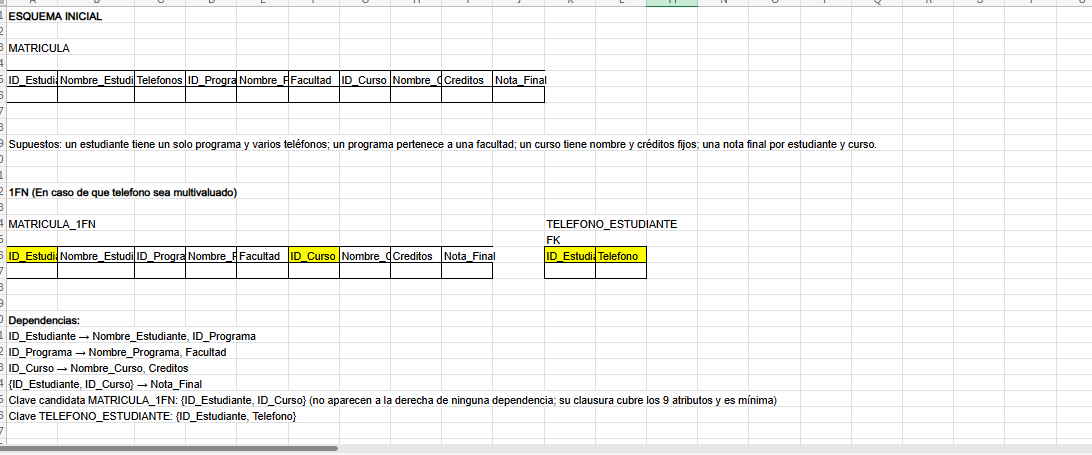 ESQUEMA INICIAL
MATRICULA
ID_Estudi Nombre_Estudi Telefonos ID_Progra Nombre_P Facultad ID_Curso Nombre_C Creditos Nota_Final
Supuestos: un estudiante tiene un solo programa y varios teléfonos; un programa pertenece a una facultad; un curso tiene nombre y créditos fijos; una nota final por estudiante y curso.
1FN (En caso de que telefono sea multivaluado)
MATRICULA_1FN TELEFONO_ESTUDIANTE
FK
ID_Estudi Nombre_Estudi ID_Progra Nombre_P Facultad ID_Curso Nombre_C Creditos Nota_Final ID_Estudi Telefono
Dependencias:
ID_Estudiante → Nombre_Estudiante, ID_Programa
ID_Programa → Nombre_Programa, Facultad
ID_Curso → Nombre_Curso, Creditos
{ID_Estudiante, ID_Curso} → Nota_Final
Clave candidata MATRICULA_1FN: {ID_Estudiante, ID_Curso} (no aparecen a la derecha de ninguna dependencia; su clausura cubre los 9 atributos y es mínima)
Clave TELEFONO_ESTUDIANTE: {ID_Estudiante, Telefono}